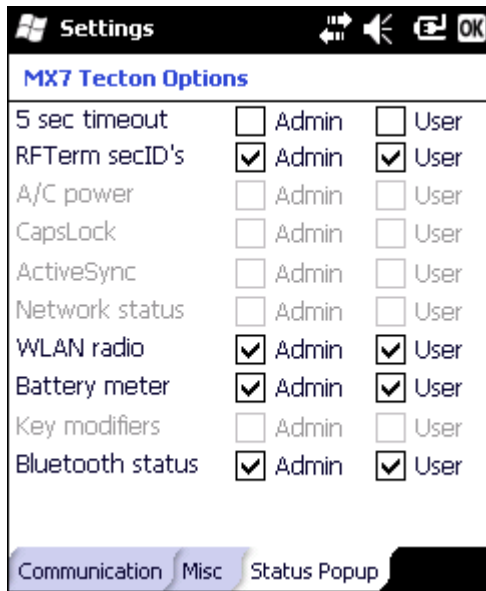 Settings OK
MX7 Tecton Options
5 sec timeout Admin User
RFTerm secID's Admin User
A/C power Admin User
CapsLock Admin User
ActiveSync Admin User
Network status Admin User
WLAN radio Admin User
Battery meter Admin User
Key modifiers Admin User
Bluetooth status Admin User
Communication Misc Status Popup